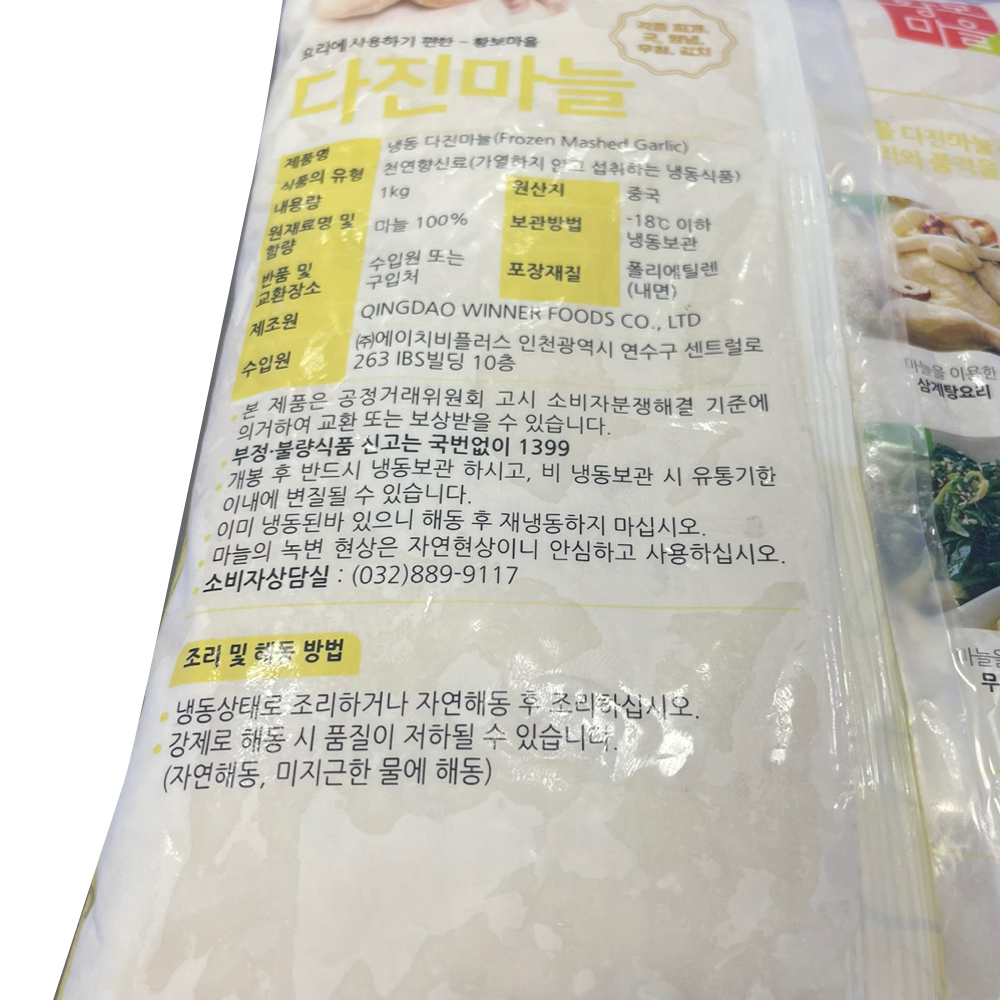 요리에 사용하기 편한 - 황보마을
각종 찌개,
국, 양념,
무침, 김치
다진마늘
제품명 냉동 다진마늘(Frozen Mashed Garlic)
식품의 유형 천연향신료(가열하지 않고 섭취하는 냉동식품)
내용량 1kg 원산지 중국
원재료명 및 함량 마늘 100% 보관방법 -18℃ 이하
냉동보관
반품 및
교환장소 수입원 또는
구입처 포장재질 폴리에틸렌
(내면)
제조원 QINGDAO WINNER FOODS CO., LTD
수입원 ㈜에이치비플러스 인천광역시 연수구 센트럴로
263 IBS빌딩 10층
본 제품은 공정거래위원회 고시 소비자분쟁해결 기준에
의거하여 교환 또는 보상받을 수 있습니다.
부정·불량식품 신고는 국번없이 1399
개봉 후 반드시 냉동보관 하시고, 비 냉동보관 시 유통기한
이내에 변질될 수 있습니다.
이미 냉동된바 있으니 해동 후 재냉동하지 마십시오.
마늘의 녹변 현상은 자연현상이니 안심하고 사용하십시오.
소비자상담실 : (032)889-9117
조리 및 해동 방법
냉동상태로 조리하거나 자연해동 후 조리하십시오.
강제로 해동 시 품질이 저하될 수 있습니다.
(자연해동, 미지근한 물에 해동)
마을
다진마늘
마늘을 이용한
삼계탕요리
마늘을
무